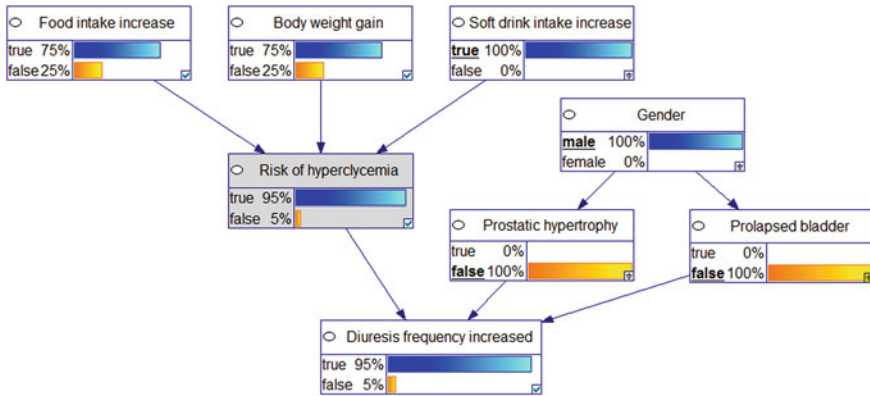 Food intake increase
true 75%
false 25%
Body weight gain
true 75%
false 25%
Soft drink intake increase
true 100%
false 0%
Gender
male 100%
female 0%
Risk of hyperclycemia
true 95%
false 5%
Prostatic hypertrophy
true 0%
false 100%
Prolapsed bladder
true 0%
false 100%
Diuresis frequency increased
true 95%
false 5%